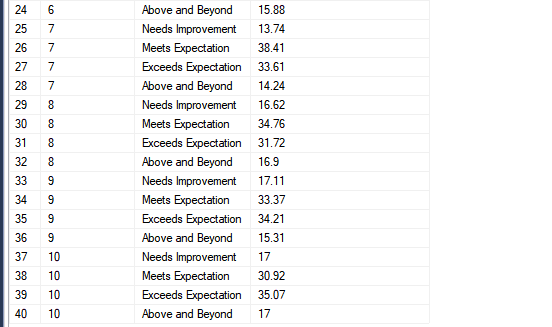 24 6 Above and Beyond 15.88
25 7 Needs Improvement 13.74
26 7 Meets Expectation 38.41
27 7 Exceeds Expectation 33.61
28 7 Above and Beyond 14.24
29 8 Needs Improvement 16.62
30 8 Meets Expectation 34.76
31 8 Exceeds Expectation 31.72
32 8 Above and Beyond 16.9
33 9 Needs Improvement 17.11
34 9 Meets Expectation 33.37
35 9 Exceeds Expectation 34.21
36 9 Above and Beyond 15.31
37 10 Needs Improvement 17
38 10 Meets Expectation 30.92
39 10 Exceeds Expectation 35.07
40 10 Above and Beyond 17